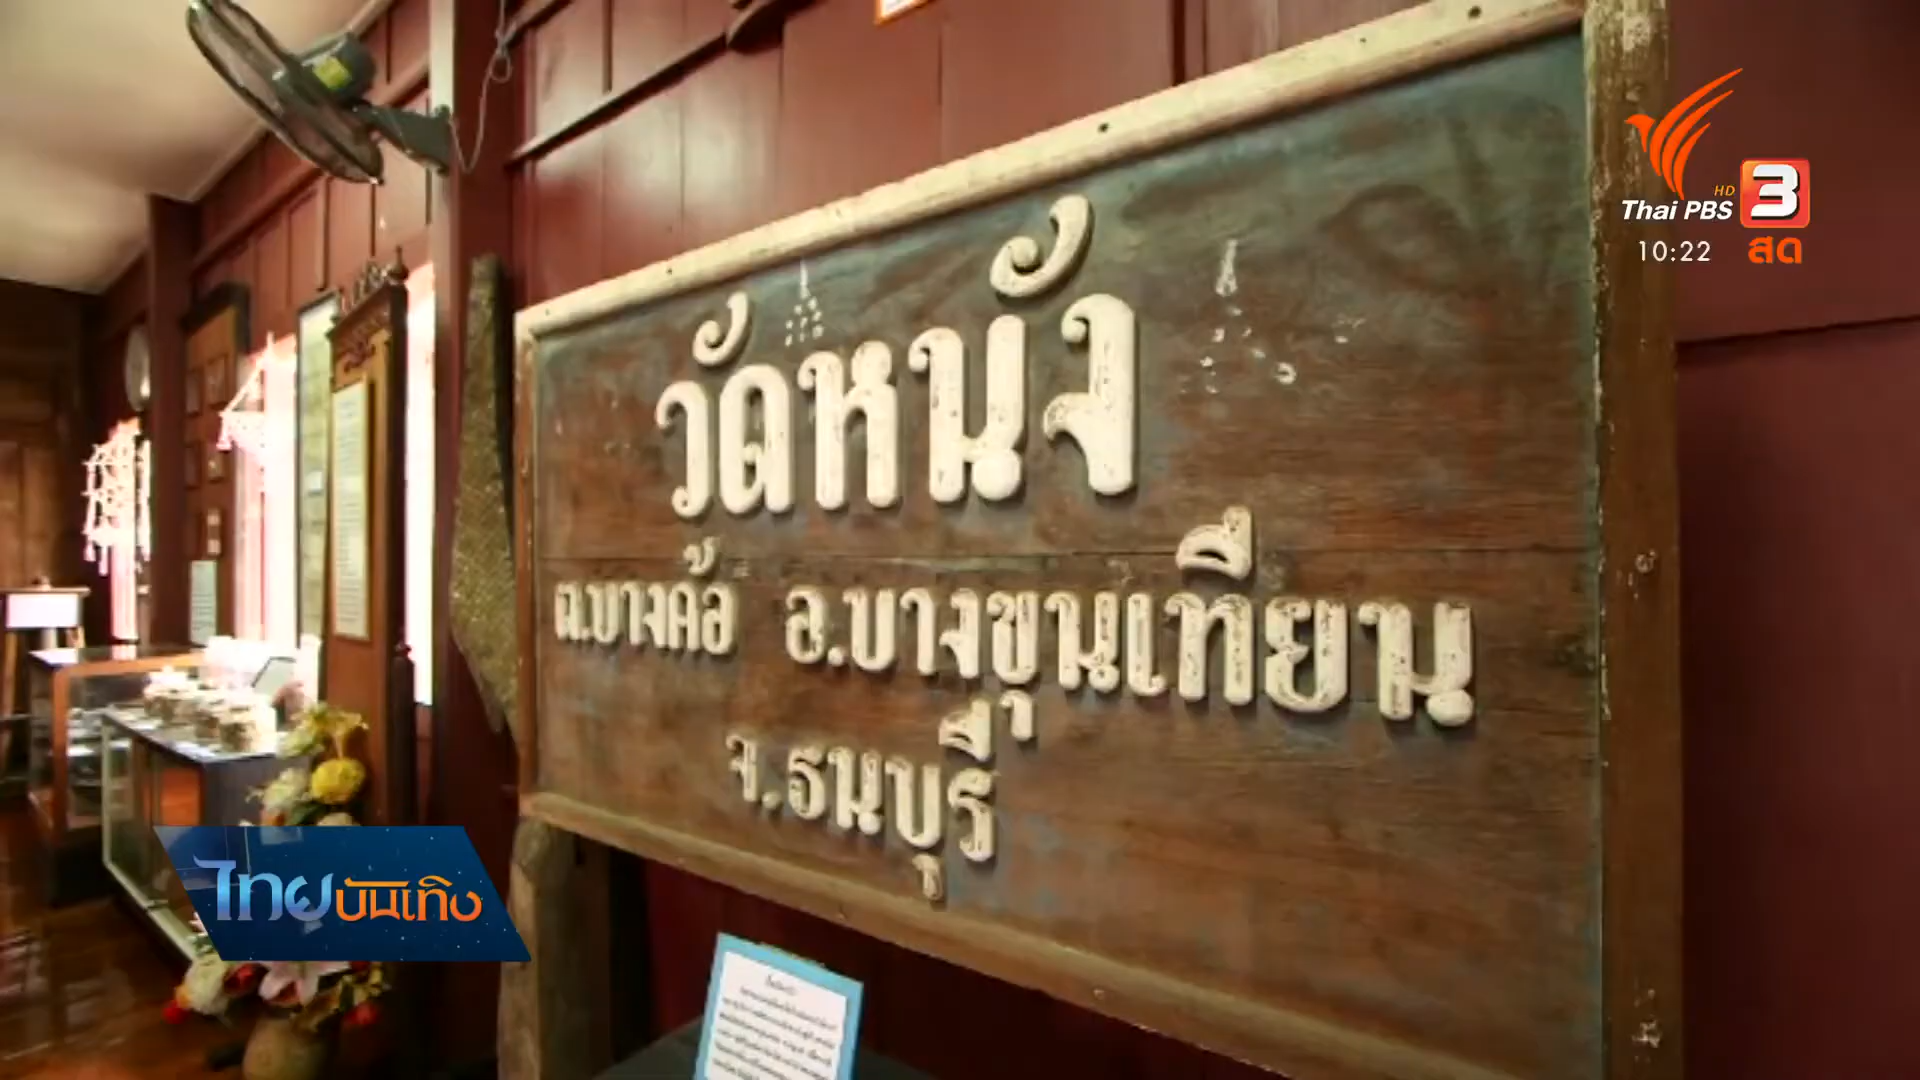 Thai PBS HD 3
10:22 สด
วัดหนัง
ต.บางค้อ อ.บางขุนเทียน
จ.ธนบุรี
ไทยบันเทิง